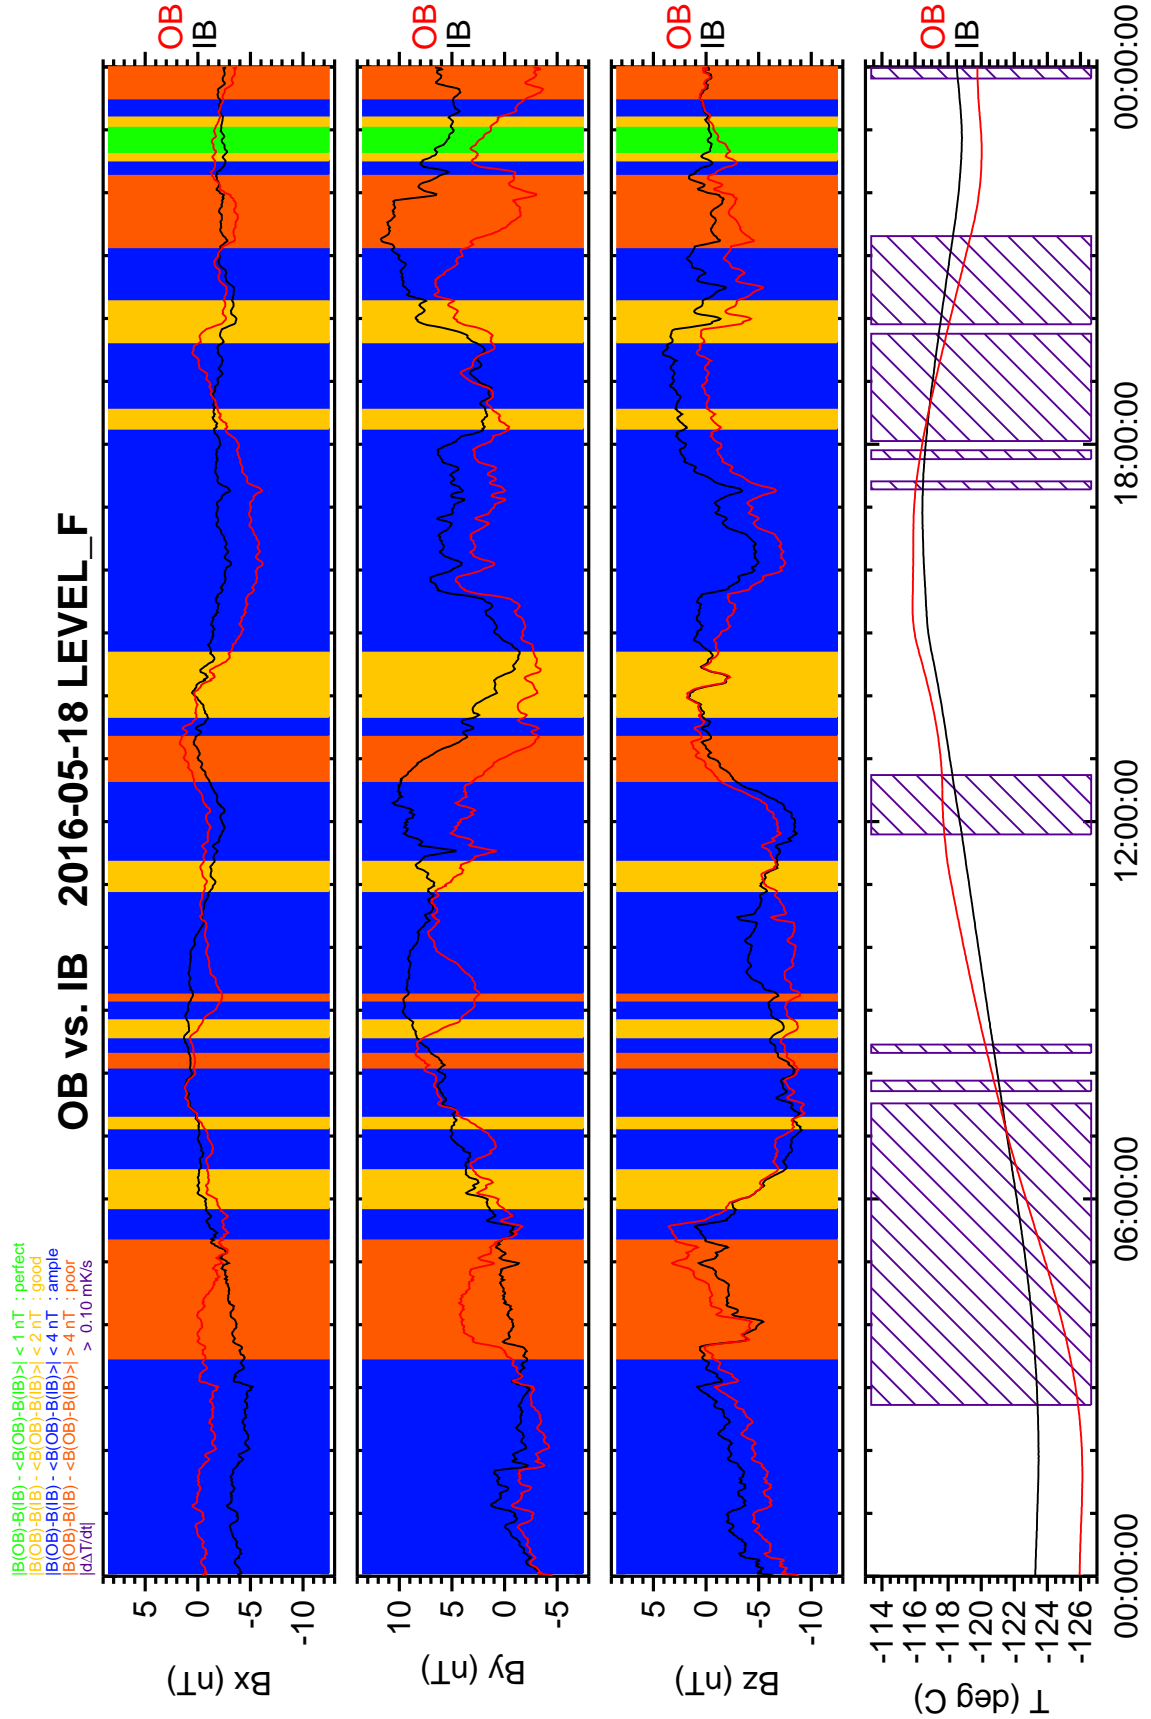 OB vs. IB 2016-05-18 LEVEL_F
|B(OB)-B(IB) - <B(OB)-B(IB)>| < 1 nT : perfect
|B(OB)-B(IB) - <B(OB)-B(IB)>| < 2 nT : good
|B(OB)-B(IB) - <B(OB)-B(IB)>| < 4 nT : ample
|B(OB)-B(IB) - <B(OB)-B(IB)>| > 4 nT : poor
|dΔT/dt| > 0.10 mK/s
Bx (nT)
5
0
-5
-10
OB
IB
By (nT)
10
5
0
-5
OB
IB
Bz (nT)
5
0
-5
-10
OB
IB
T (deg C)
-114
-116
-118
-120
-122
-124
-126
OB
IB
00:00:00
06:00:00
12:00:00
18:00:00
00:00:00